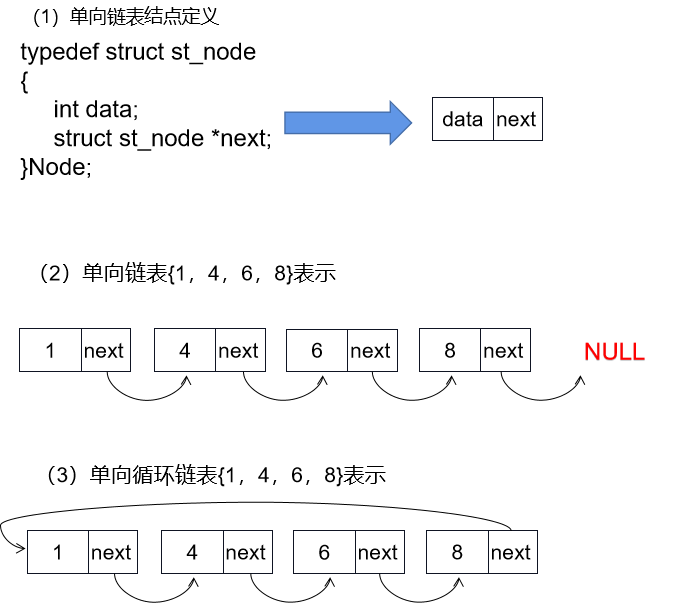 （1）单向链表结点定义
typedef struct st_node
{
int data;
struct st_node *next;
}Node;
data next
（2）单向链表{1，4，6，8}表示
1 next 4 next 6 next 8 next NULL
（3）单向循环链表{1，4，6，8}表示
1 next 4 next 6 next 8 next